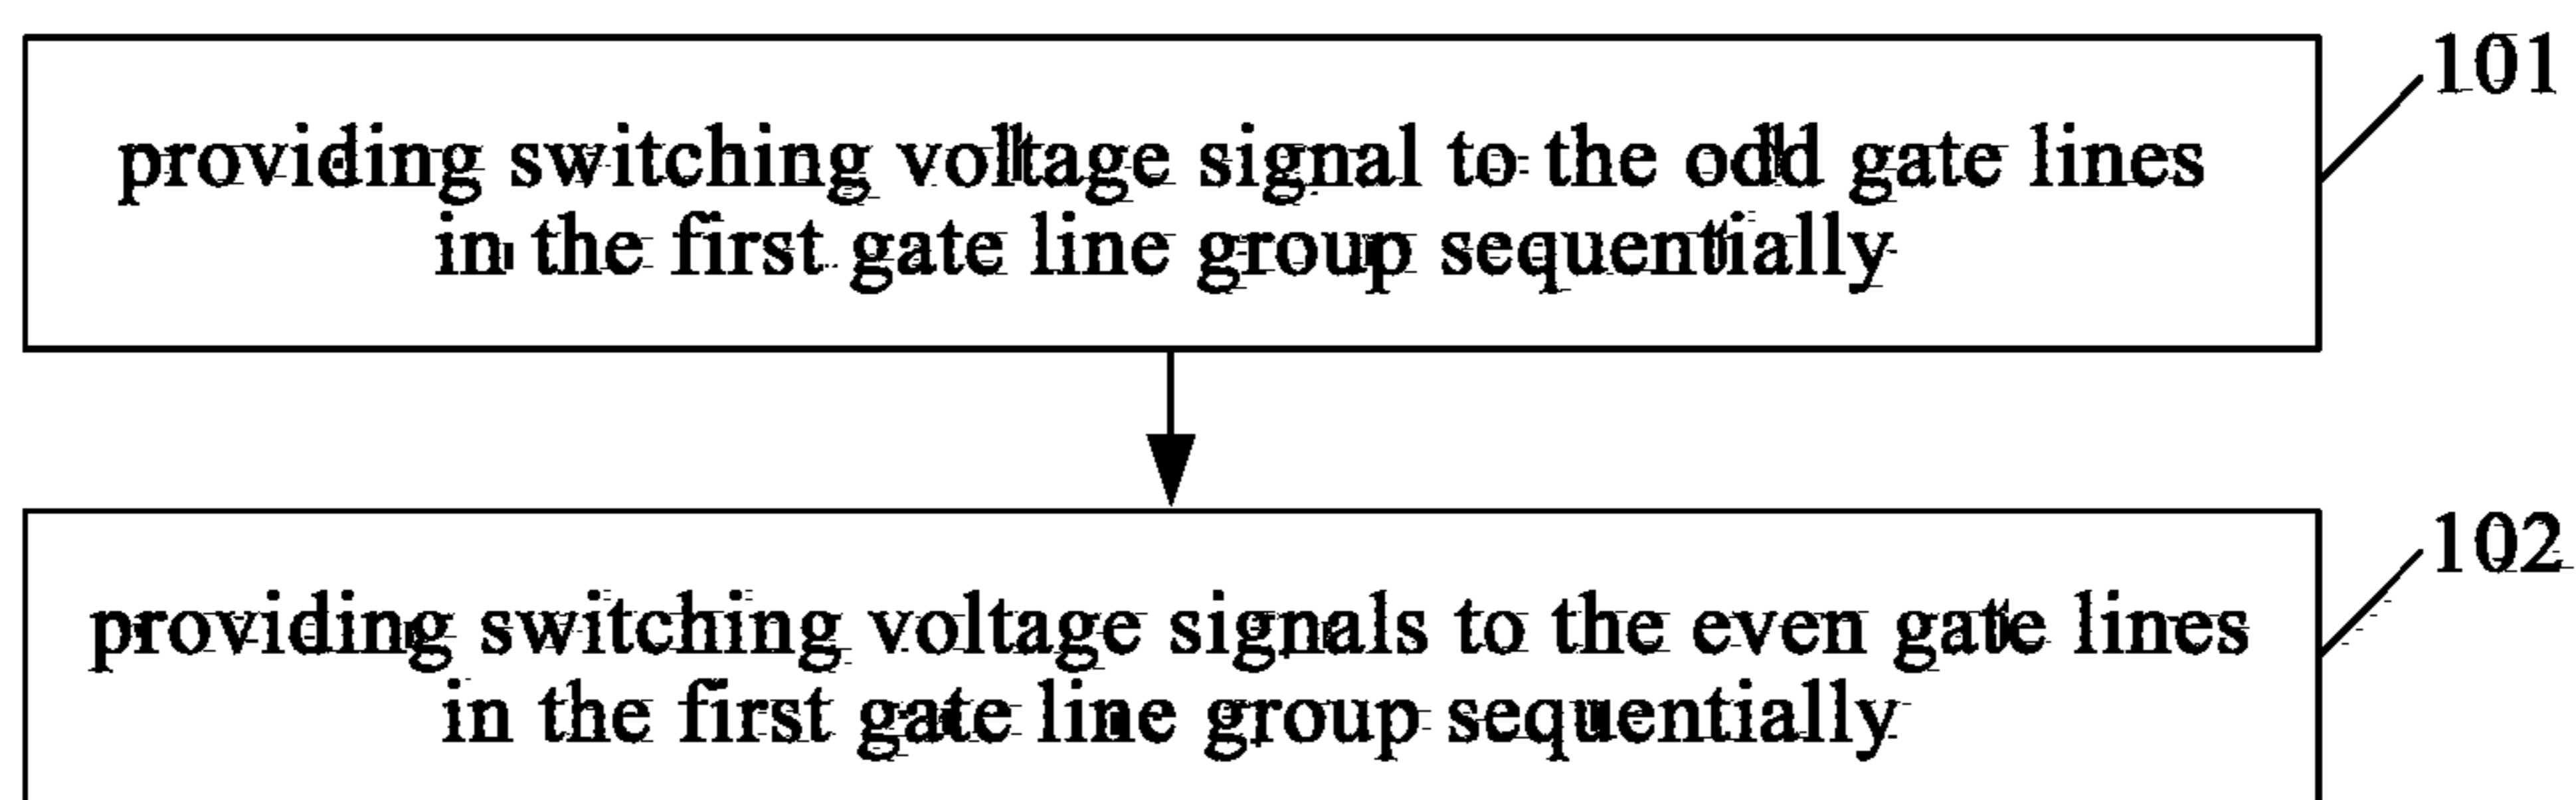 101
providing switching voltage signal to the odd gate lines
in the first gate line group sequentially
102
providing switching voltage signals to the even gate lines
in the first gate line group sequentially